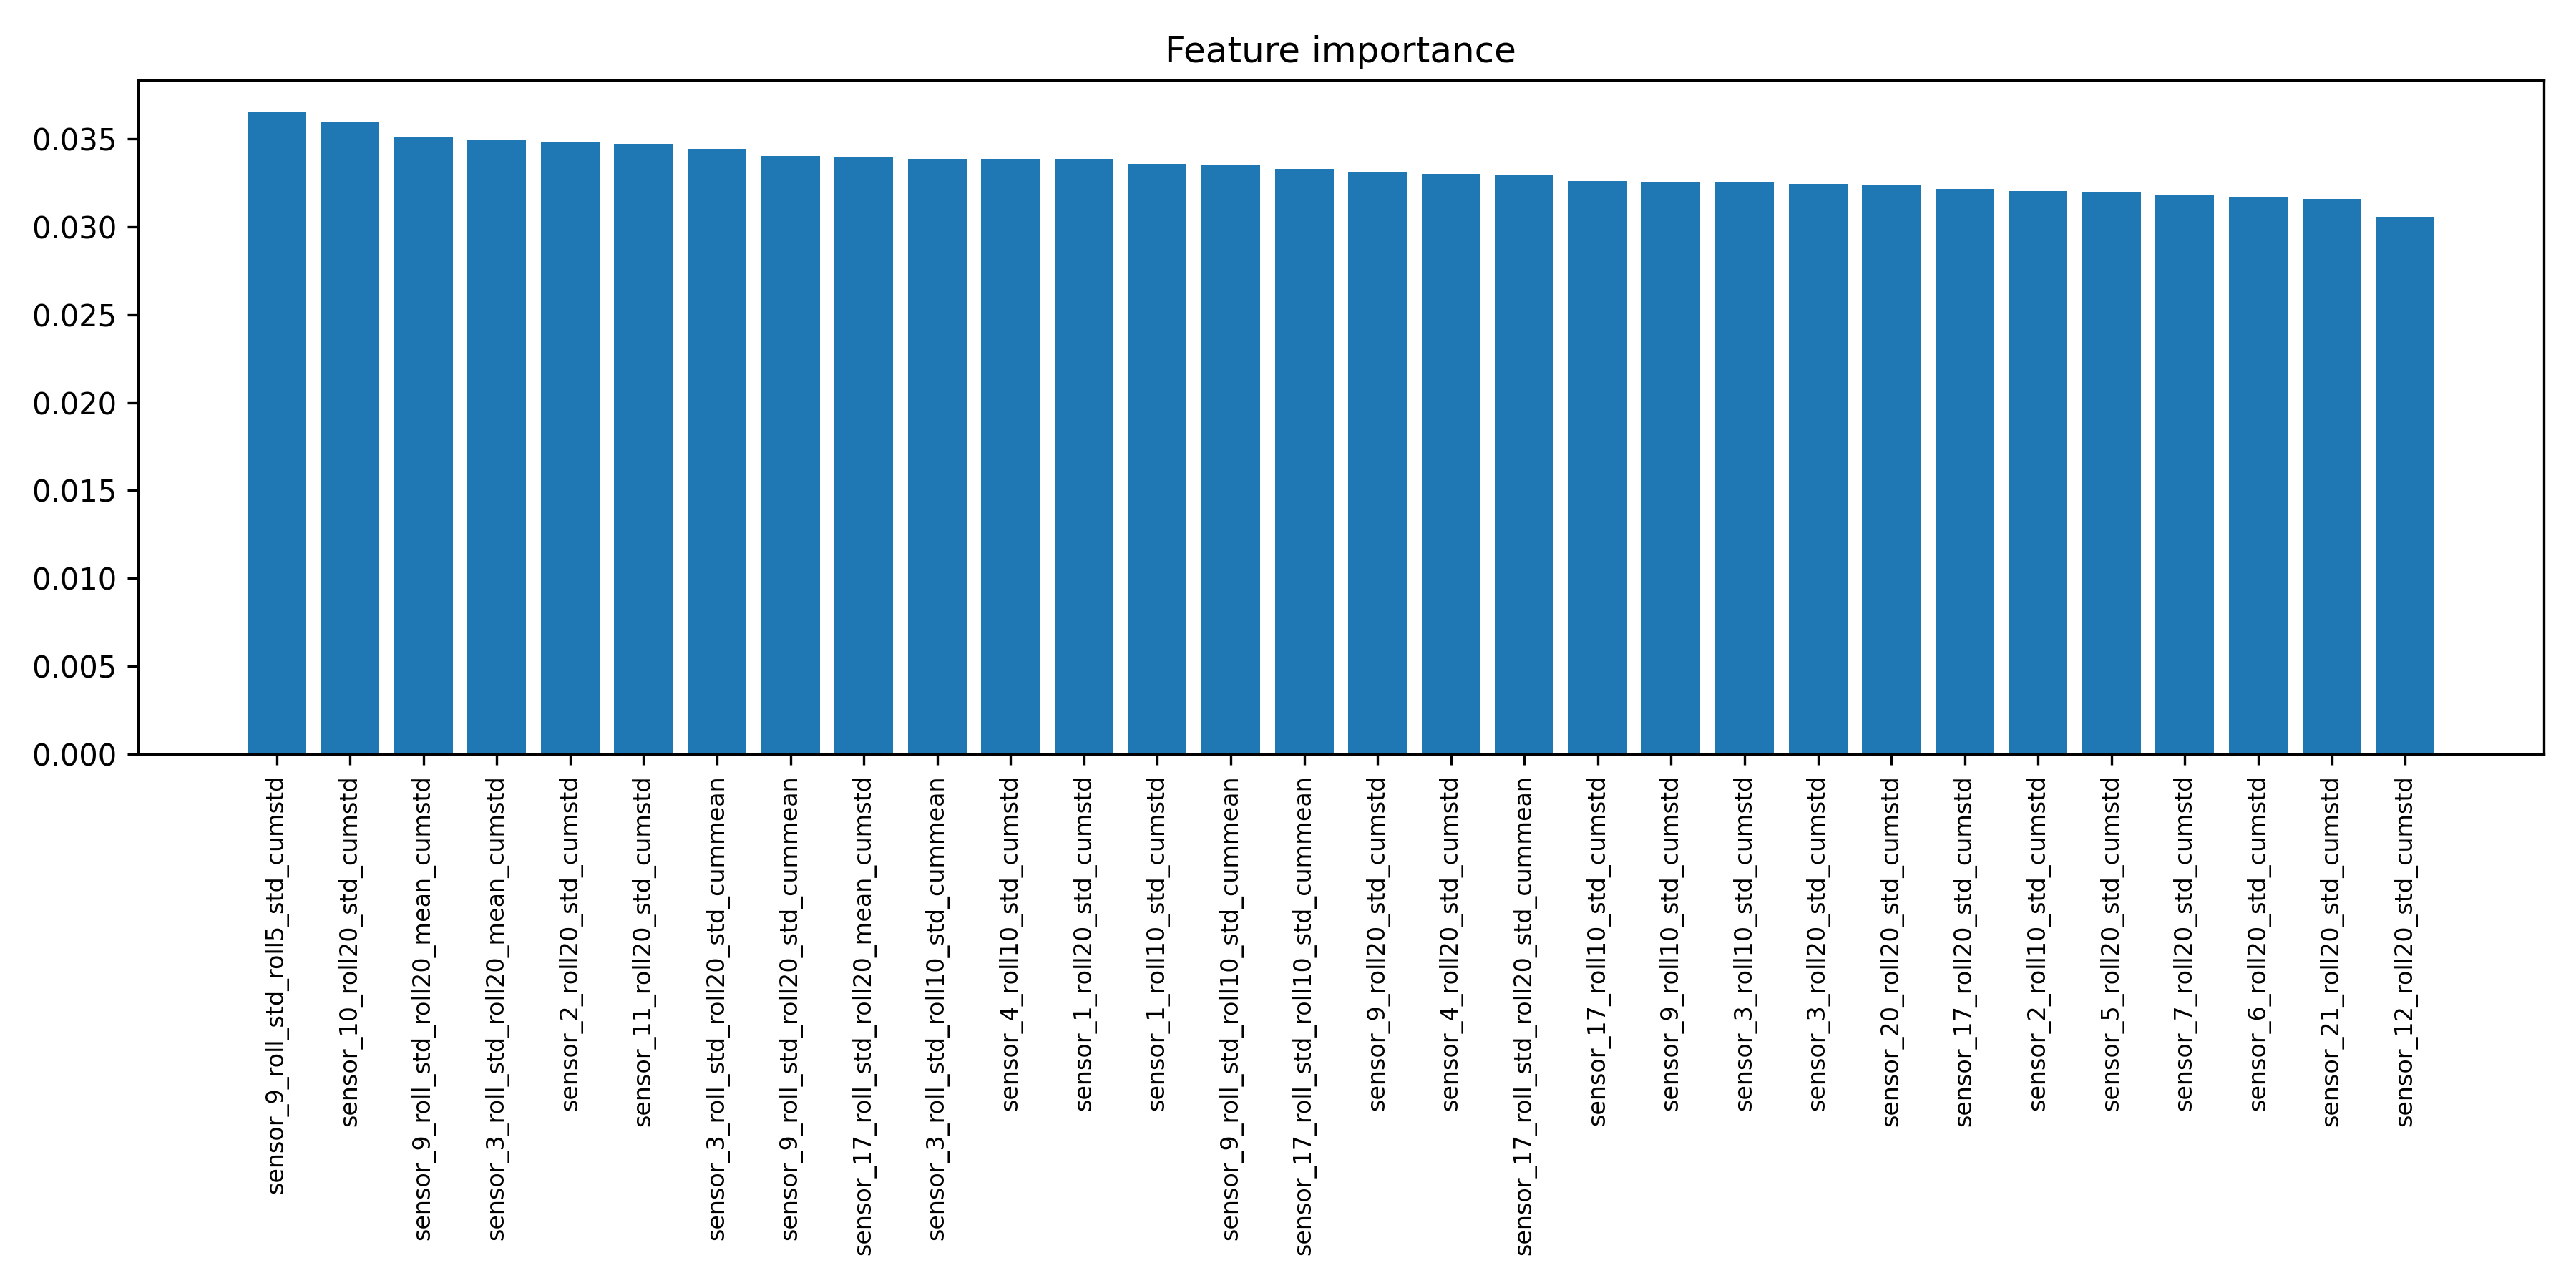 Feature importance
0.035
0.030
0.025
0.020
0.015
0.010
0.005
0.000
sensor_9_roll_std_roll5_std_cumstd
sensor_10_roll20_std_cumstd
sensor_9_roll_std_roll20_mean_cumstd
sensor_3_roll_std_roll20_mean_cumstd
sensor_2_roll20_std_cumstd
sensor_11_roll20_std_cumstd
sensor_3_roll_std_roll20_std_cummean
sensor_9_roll_std_roll20_std_cummean
sensor_17_roll_std_roll20_mean_cumstd
sensor_3_roll_std_roll10_std_cummean
sensor_4_roll10_std_cumstd
sensor_1_roll20_std_cumstd
sensor_1_roll10_std_cumstd
sensor_9_roll_std_roll10_std_cummean
sensor_17_roll_std_roll10_std_cummean
sensor_9_roll20_std_cumstd
sensor_4_roll20_std_cumstd
sensor_17_roll_std_roll20_std_cummean
sensor_17_roll10_std_cumstd
sensor_9_roll10_std_cumstd
sensor_3_roll10_std_cumstd
sensor_3_roll20_std_cumstd
sensor_20_roll20_std_cumstd
sensor_17_roll20_std_cumstd
sensor_2_roll10_std_cumstd
sensor_5_roll20_std_cumstd
sensor_7_roll20_std_cumstd
sensor_6_roll20_std_cumstd
sensor_21_roll20_std_cumstd
sensor_12_roll20_std_cumstd